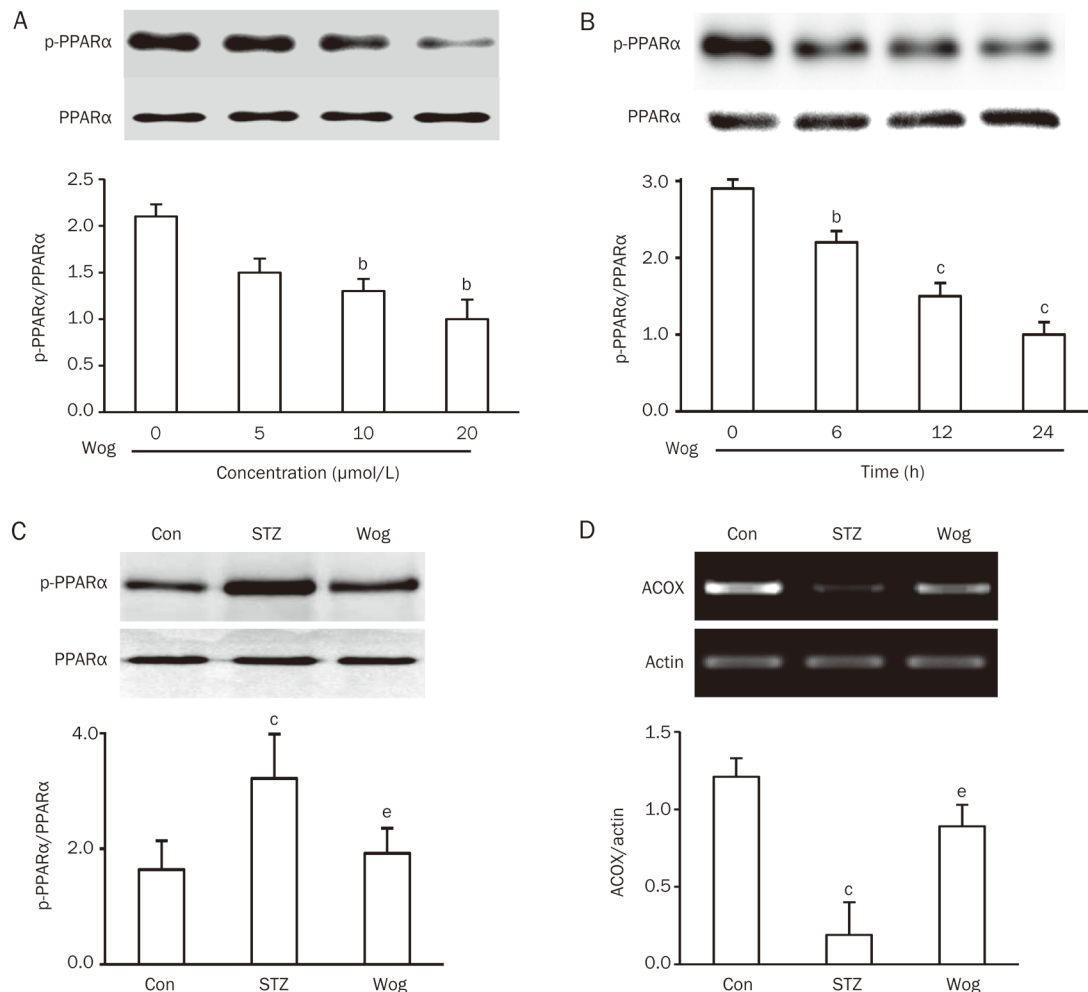 A
p-PPARα
PPARα
2.5
2.0
1.5
1.0
0.5
0.0
p-PPARα/PPARα
b
b
0 5 10 20
Wog
Concentration (µmol/L)
B
p-PPARα
PPARα
3.0
2.0
1.0
0.0
p-PPARα/PPARα
b
c
c
0 6 12 24
Wog
Time (h)
C
Con STZ Wog
p-PPARα
PPARα
4.0
2.0
0.0
p-PPARα/PPARα
c
e
Con STZ Wog
D
Con STZ Wog
ACOX
Actin
1.5
1.0
0.5
0.0
ACOX/actin
c
e
Con STZ Wog